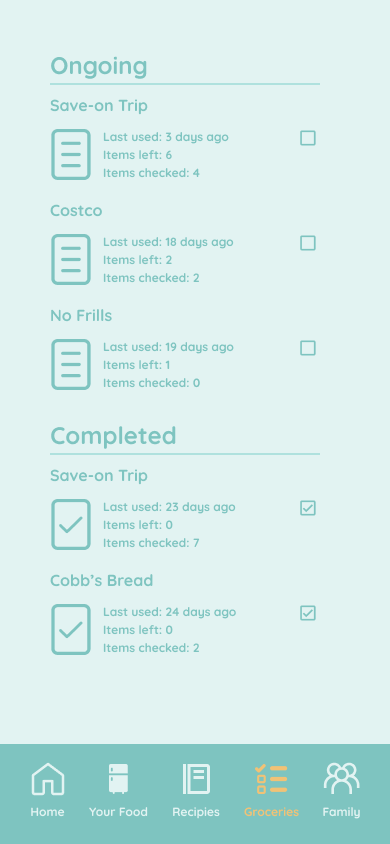 Ongoing
Save-on Trip
Last used: 3 days ago
Items left: 6
Items checked: 4
Costco
Last used: 18 days ago
Items left: 2
Items checked: 2
No Frills
Last used: 19 days ago
Items left: 1
Items checked: 0
Completed
Save-on Trip
Last used: 23 days ago
Items left: 0
Items checked: 7
Cobb's Bread
Last used: 24 days ago
Items left: 0
Items checked: 2
Home Your Food Recipies Groceries Family